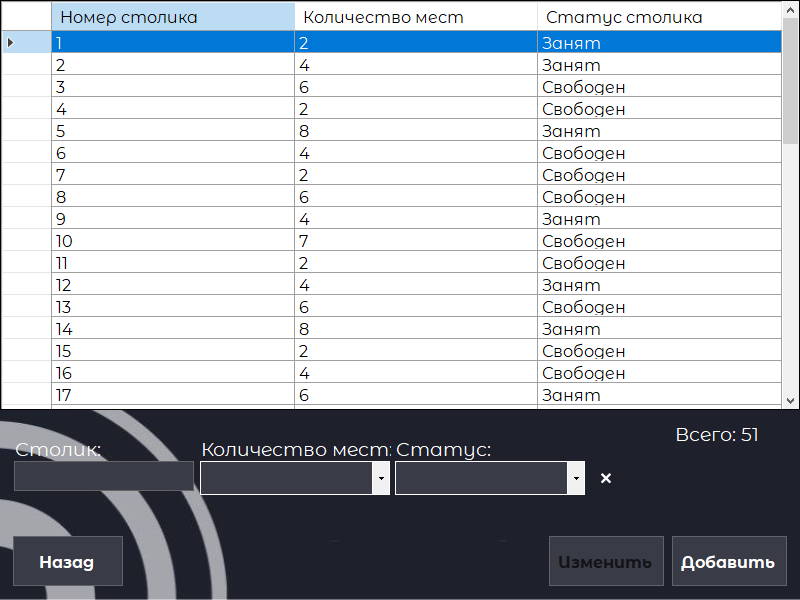 Номер столика Количество мест Статус столика
1 2 Занят
2 4 Занят
3 6 Свободен
4 2 Свободен
5 8 Занят
6 4 Свободен
7 2 Свободен
8 6 Свободен
9 4 Занят
10 7 Свободен
11 2 Свободен
12 4 Занят
13 6 Свободен
14 8 Занят
15 2 Свободен
16 4 Свободен
17 6 Занят
Всего: 51
Столик: Количество мест: Статус:
×
Назад Изменить Добавить